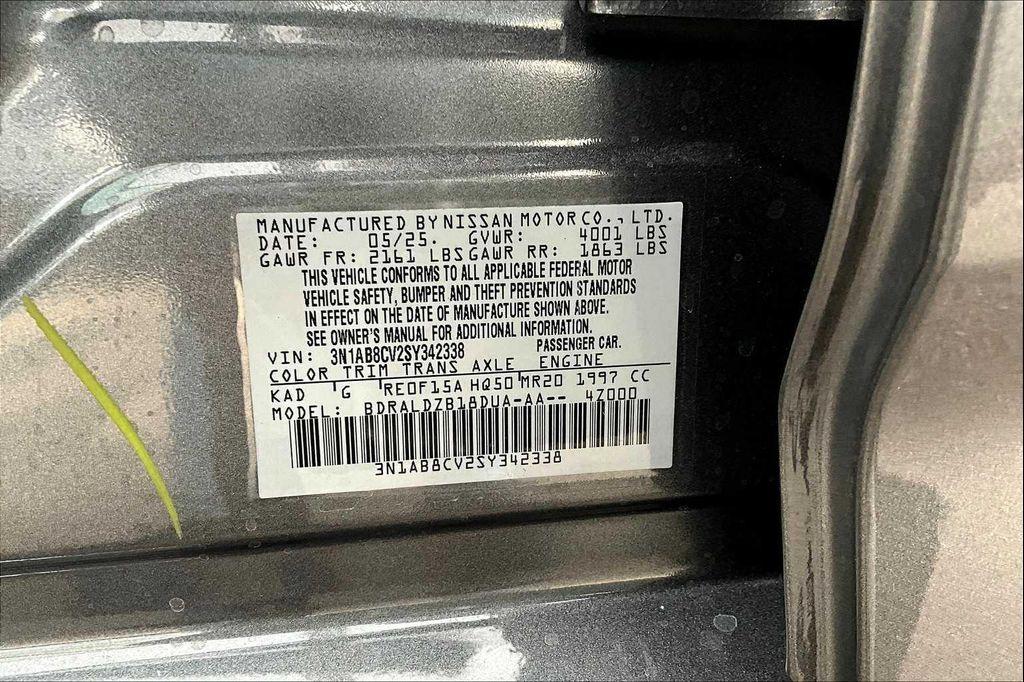 MANUFACTURED BY NISSAN MOTOR CO., LTD.
DATE: 05/25. GVWR: 4001 LBS
GAWR FR: 2161 LBS GAWR RR: 1863 LBS
THIS VEHICLE CONFORMS TO ALL APPLICABLE FEDERAL MOTOR
VEHICLE SAFETY, BUMPER AND THEFT PREVENTION STANDARDS
IN EFFECT ON THE DATE OF MANUFACTURE SHOWN ABOVE.
SEE OWNER'S MANUAL FOR ADDITIONAL INFORMATION.
VIN: 3N1AB8CV2SY342338 PASSENGER CAR.
COLOR TRIM TRANS AXLE ENGINE
KAD G RE0F15A HQ50 MR20 1997 CC
MODEL: BDRALDZB18DUA-AA-- 4Z000
3N1AB8CV2SY342338